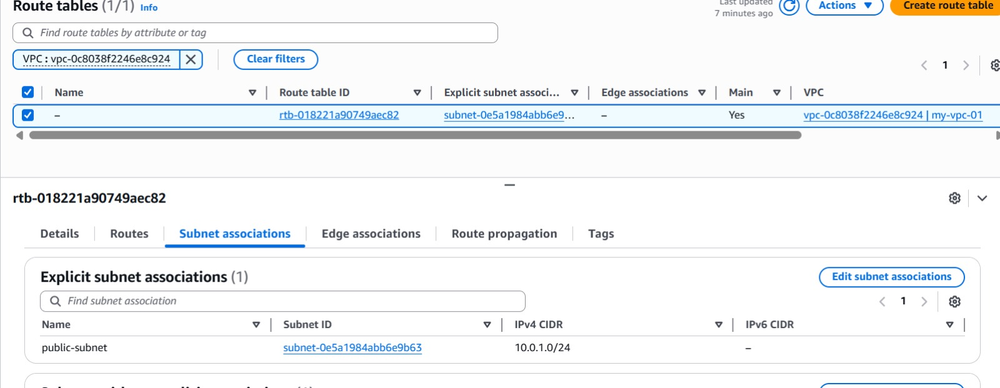 Route tables (1/1) Info
Last updated
7 minutes ago
Actions
Create route table
Find route tables by attribute or tag
VPC : vpc-0c8038f2246e8c924
Clear filters
1
Name Route table ID Explicit subnet associ... Edge associations Main VPC
– rtb-018221a90749aec82 subnet-0e5a1984abb6e9... – Yes vpc-0c8038f2246e8c924 | my-vpc-01
rtb-018221a90749aec82
Details Routes Subnet associations Edge associations Route propagation Tags
Explicit subnet associations (1)
Edit subnet associations
Find subnet association
1
Name Subnet ID IPv4 CIDR IPv6 CIDR
public-subnet subnet-0e5a1984abb6e9b63 10.0.1.0/24 –